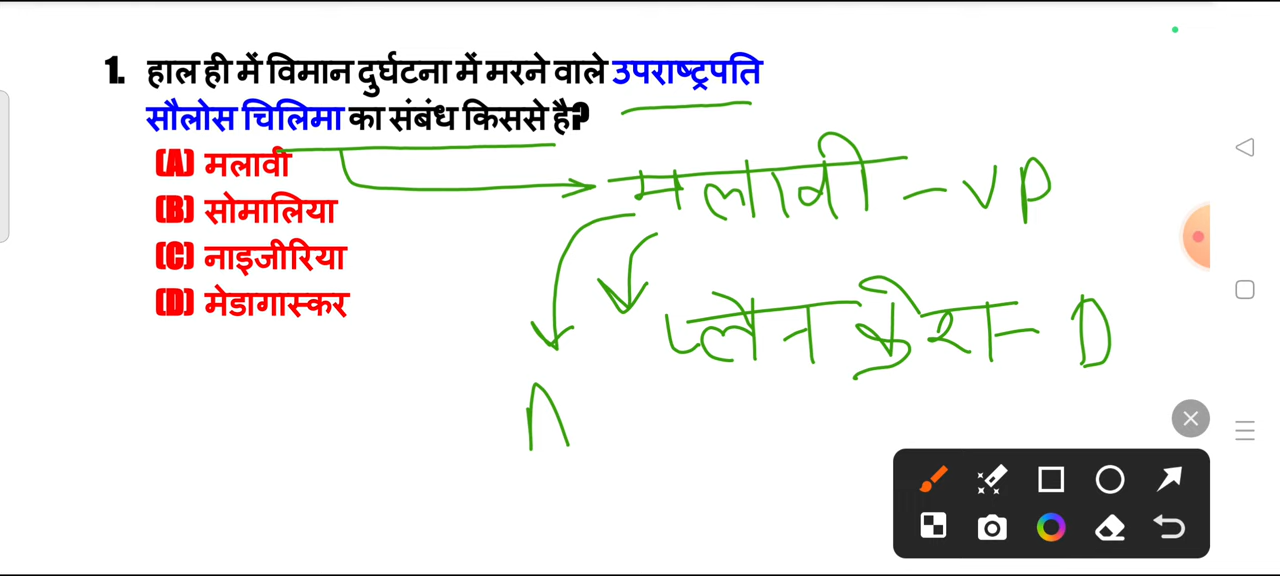 1. हाल ही में विमान दुर्घटना में मरने वाले उपराष्ट्रपति
सौलोस चिलिमा का संबंध किससे है?
(A) मलावी
(B) सोमालिया
(C) नाइजीरिया
(D) मेडागास्कर
मलावी - VP
प्लेन क्रेश - D